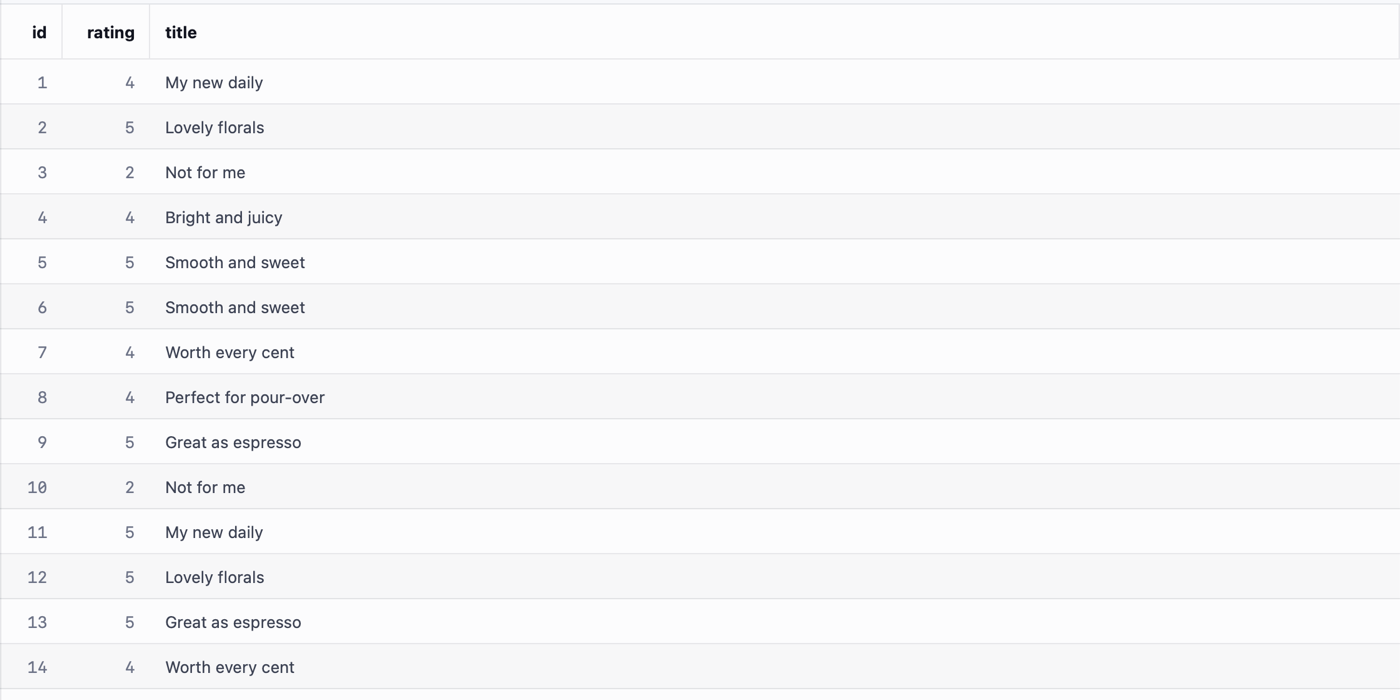 id rating title
1 4 My new daily
2 5 Lovely florals
3 2 Not for me
4 4 Bright and juicy
5 5 Smooth and sweet
6 5 Smooth and sweet
7 4 Worth every cent
8 4 Perfect for pour-over
9 5 Great as espresso
10 2 Not for me
11 5 My new daily
12 5 Lovely florals
13 5 Great as espresso
14 4 Worth every cent